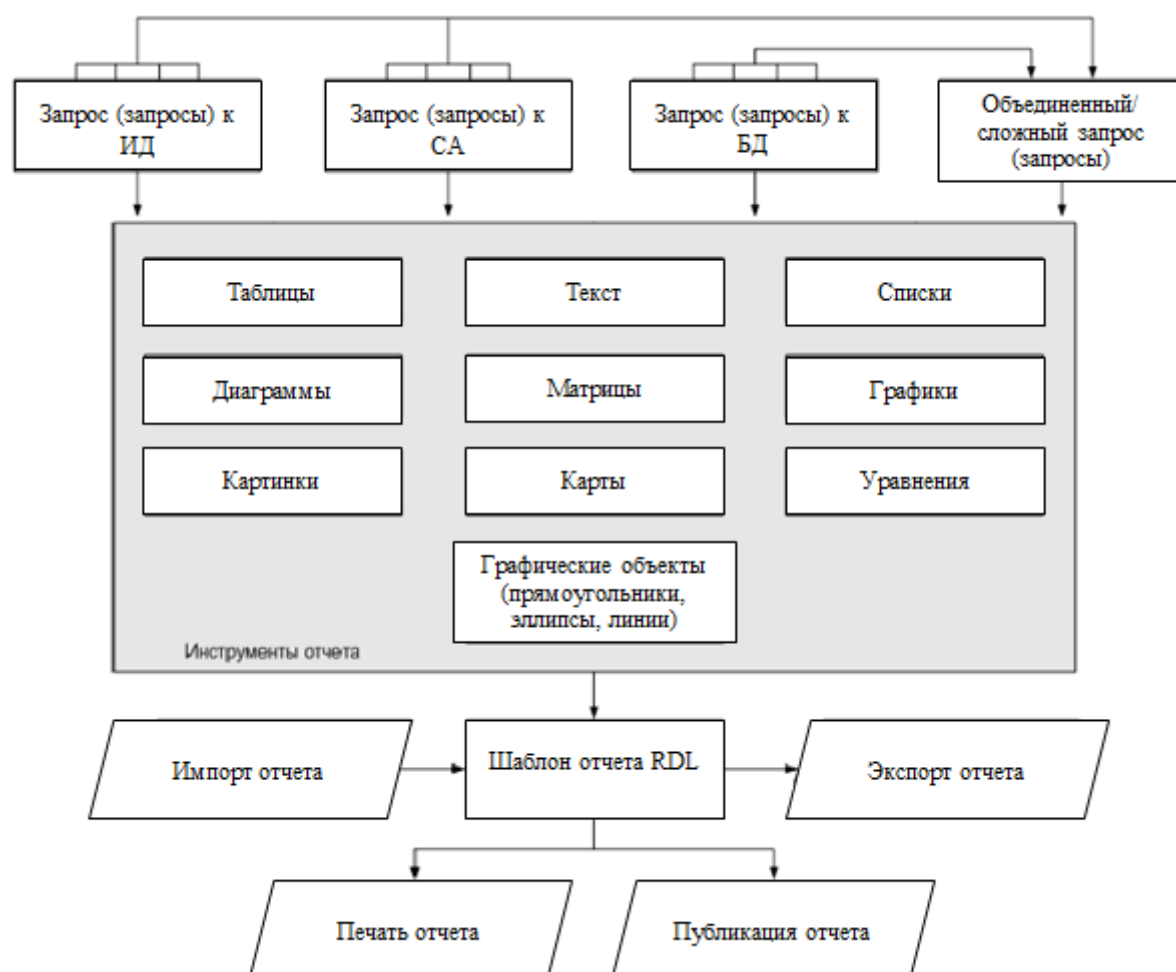 Запрос (запросы) к
ИД
Запрос (запросы) к
СА
Запрос (запросы) к
БД
Объединенный/
сложный запрос
(запросы)
Таблицы
Текст
Списки
Диаграммы
Матрицы
Графики
Картинки
Карты
Уравнения
Графические объекты
(прямоугольники,
эллипсы, линии)
Инструменты отчета
Импорт отчета
Шаблон отчета RDL
Экспорт отчета
Печать отчета
Публикация отчета